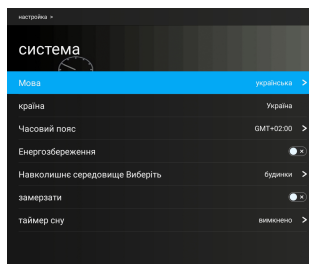 настройка >
система
Мова українська >
країна Україна
Часовий пояс GMT+02:00 >
Енергозбереження
Навколишнє середовище Виберіть будинки >
замерзати
таймер сну вимкнено >